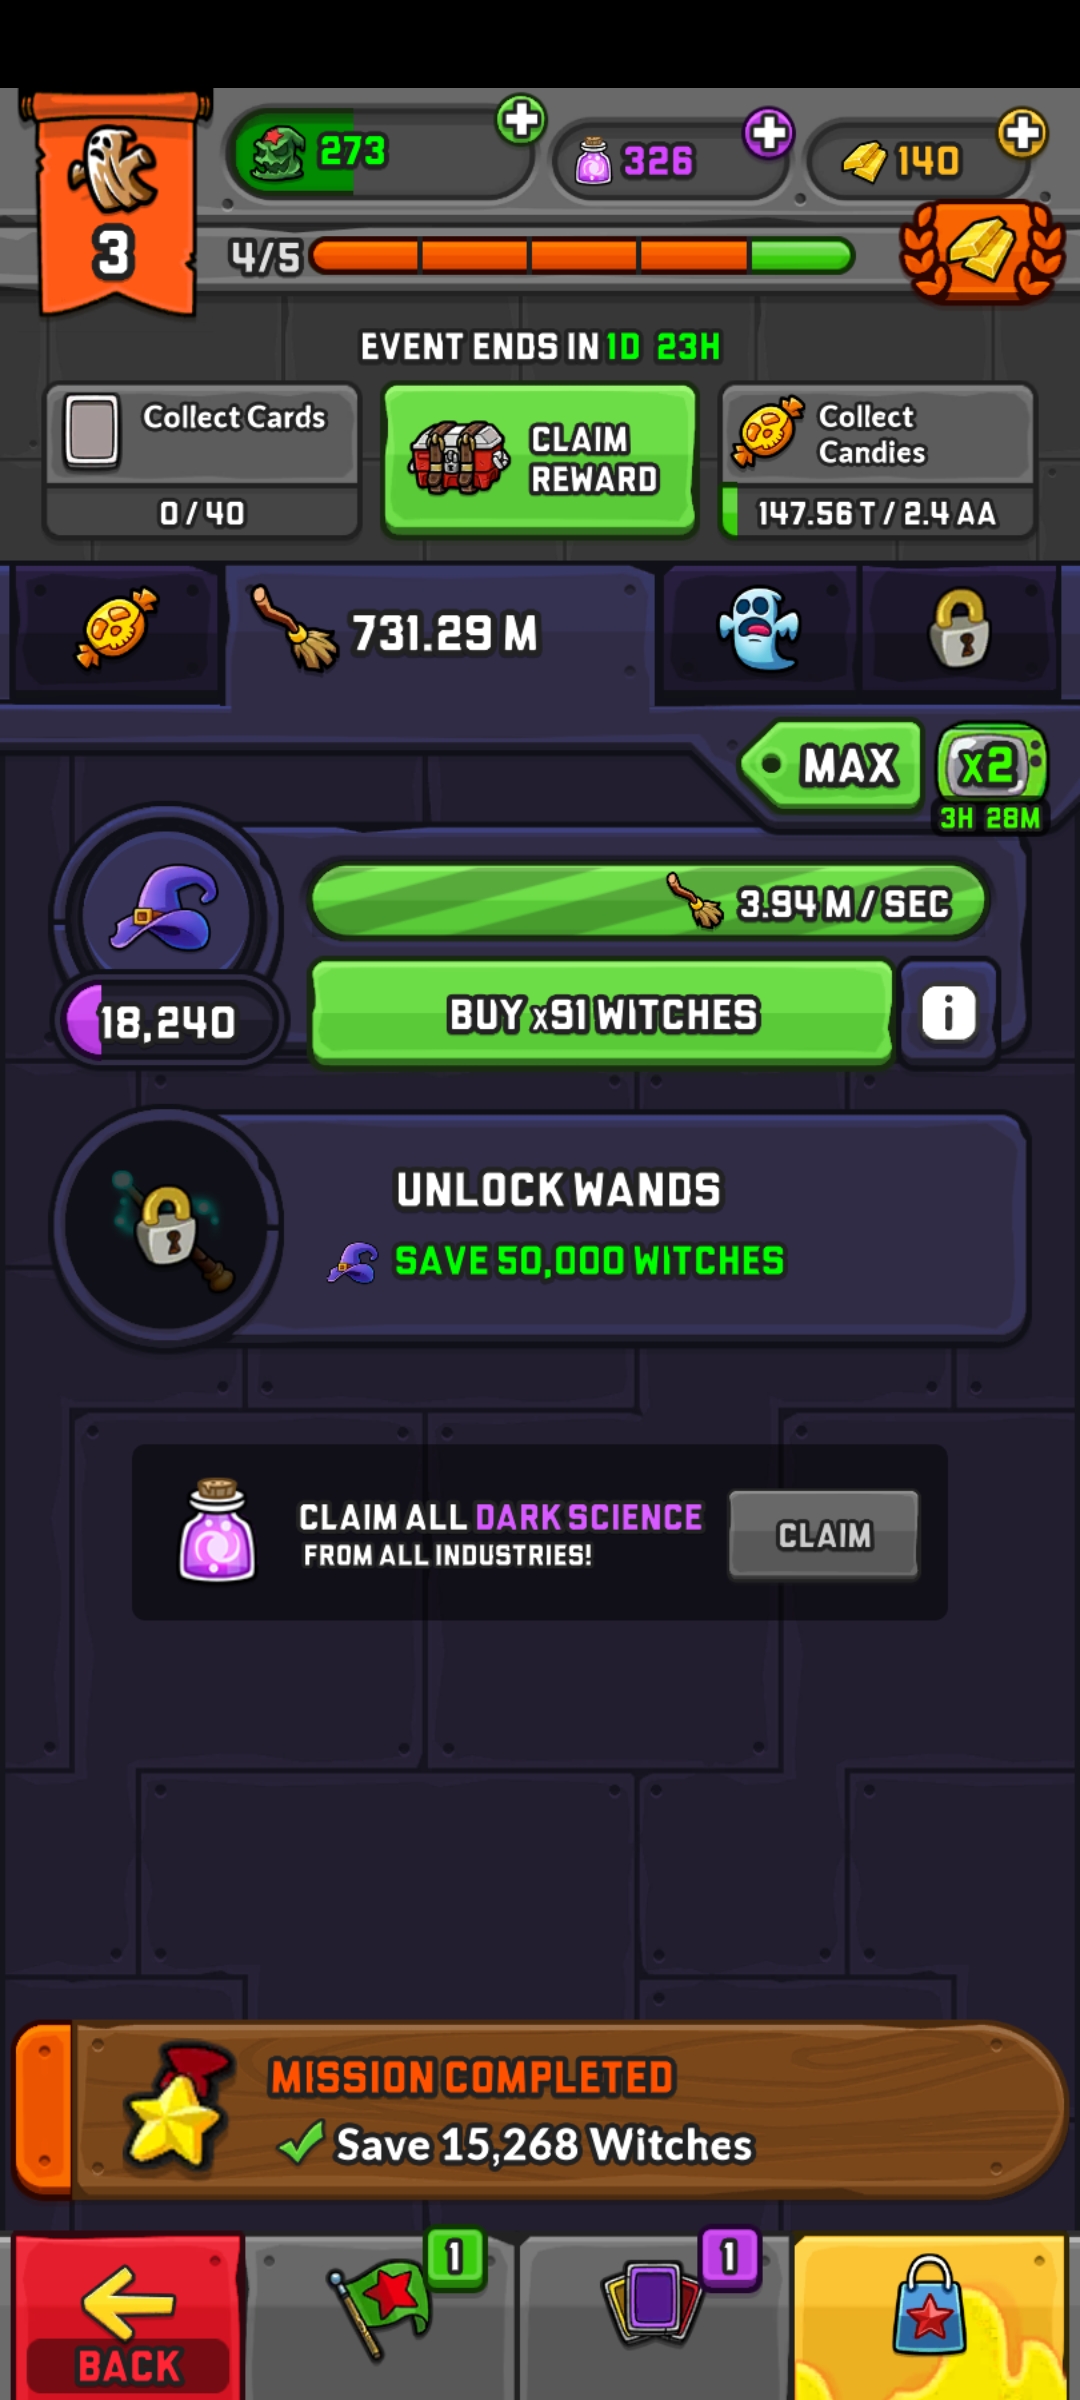 273
326
140
3
4/5
EVENT ENDS IN 1D 23H
Collect Cards
0 / 40
CLAIM
REWARD
Collect
Candies
147.56 T / 2.4 AA
731.29 M
MAX
x2
3H 28M
3.94 M / SEC
18,240
BUY x91 WITCHES
i
UNLOCK WANDS
SAVE 50,000 WITCHES
CLAIM ALL DARK SCIENCE
FROM ALL INDUSTRIES!
CLAIM
MISSION COMPLETED
Save 15,268 Witches
1
1
BACK